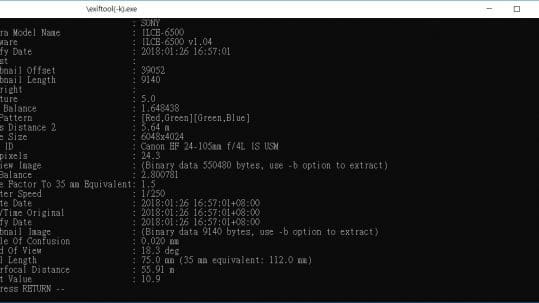 \exiftool(-k).exe
: SONY
ra Model Name : ILCE-6500
ware : ILCE-6500 v1.04
fy Date : 2018:01:26 16:57:01
st :
bnail Offset : 39052
bnail Length : 9140
right :
ture : 5.0
Balance : 1.648438
Pattern : [Red,Green][Green,Blue]
s Distance 2 : 5.64 m
e Size : 6048x4024
ID : Canon EF 24-105mm f/4L IS USM
pixels : 24.3
iew Image : (Binary data 550480 bytes, use -b option to extract)
Balance : 2.800781
e Factor To 35 mm Equivalent: 1.5
ter Speed : 1/250
te Date : 2018:01:26 16:57:01+08:00
/Time Original : 2018:01:26 16:57:01+08:00
fy Date : 2018:01:26 16:57:01+08:00
bnail Image : (Binary data 9140 bytes, use -b option to extract)
le Of Confusion : 0.020 mm
d Of View : 18.3 deg
l Length : 75.0 mm (35 mm equivalent: 112.0 mm)
rfocal Distance : 55.91 m
t Value : 10.9
ress RETURN --